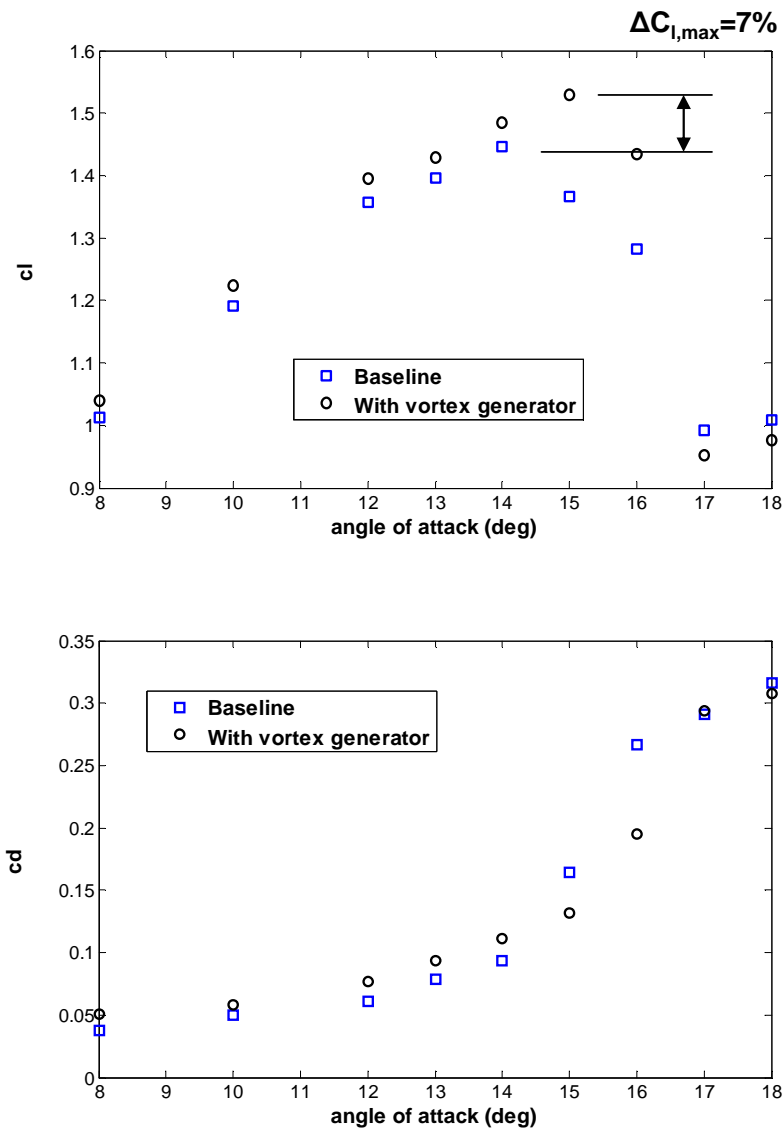 ΔCl,max=7%
1.6
1.5
1.4
1.3
1.2
1.1
1
0.9
cl
Baseline
With vortex generator
8 9 10 11 12 13 14 15 16 17 18
angle of attack (deg)
0.35
0.3
0.25
0.2
0.15
0.1
0.05
0
cd
Baseline
With vortex generator
8 9 10 11 12 13 14 15 16 17 18
angle of attack (deg)